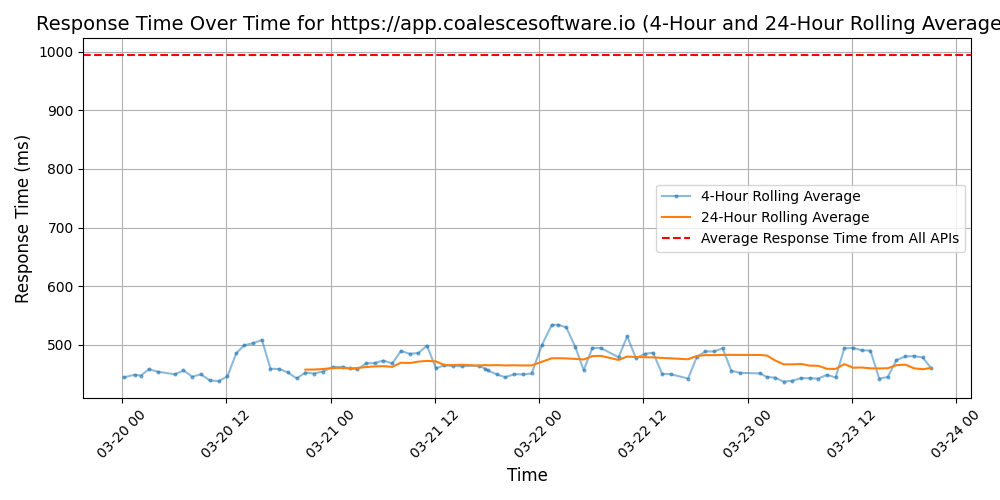 Response Time Over Time for https://app.coalescesoftware.io (4-Hour and 24-Hour Rolling Average
Response Time (ms)
1000
900
800
700
600
500
4-Hour Rolling Average
24-Hour Rolling Average
Average Response Time from All APIs
03-20 00
03-20 12
03-21 00
03-21 12
03-22 00
03-22 12
03-23 00
03-23 12
03-24 00
Time